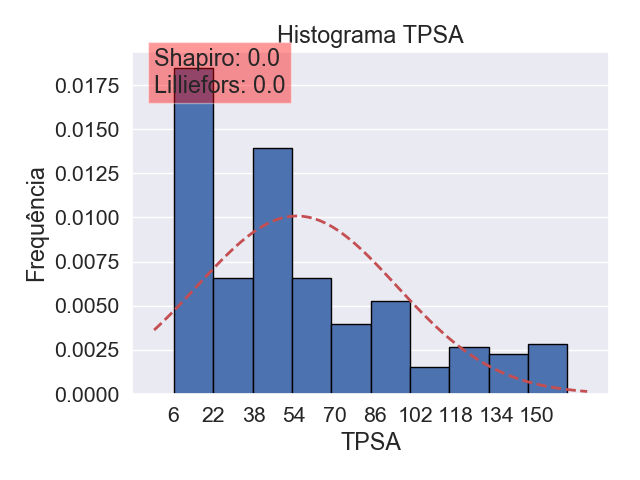 Histograma TPSA
Shapiro: 0.0
Lilliefors: 0.0
0.0175
0.0150
0.0125
0.0100
0.0075
0.0050
0.0025
0.0000
Frequência
6 22 38 54 70 86 102 118 134 150
TPSA